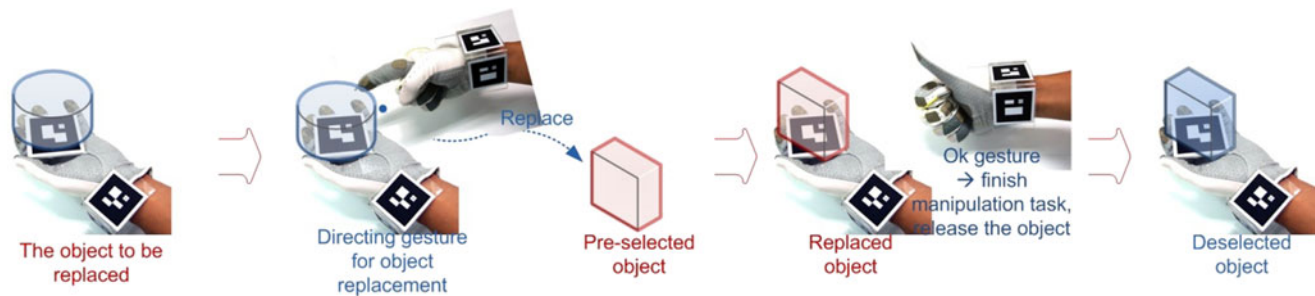 The object to be
replaced
Directing gesture
for object
replacement
Replace
Pre-selected
object
Replaced
object
Ok gesture
→ finish
manipulation task,
release the object
Deselected
object